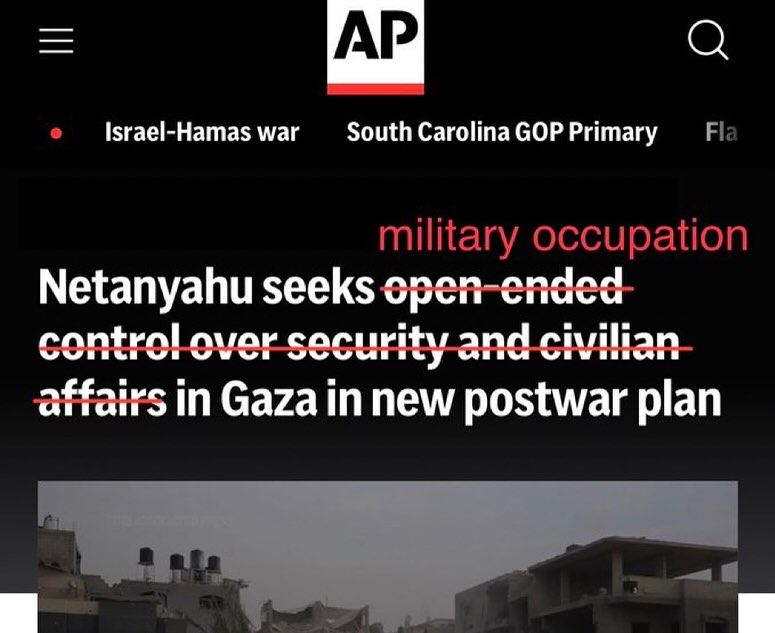 AP
Israel-Hamas war South Carolina GOP Primary Fla
military occupation
Netanyahu seeks open-ended
control over security and civilian
affairs in Gaza in new postwar plan